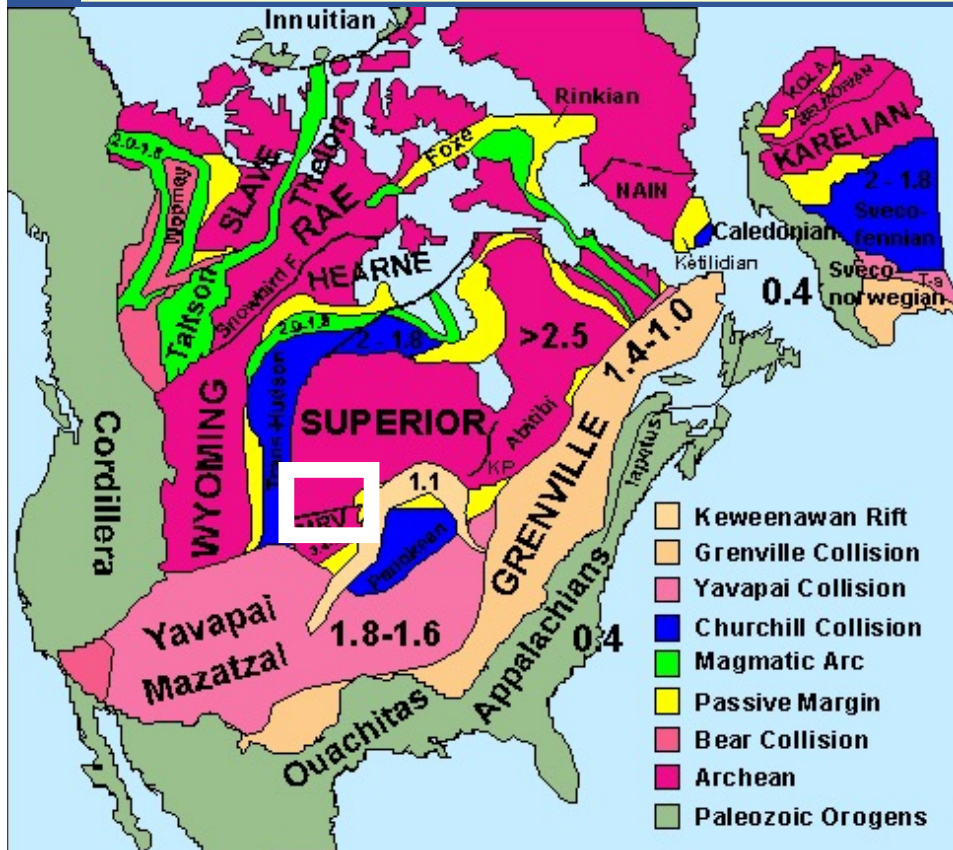 Innuitian
Rinkian
KOLA
BELMORIAN
KARELIAN
2.0-1.8
Foxe
Wopmay
SLAVE
Thelon
RAE
NAIN
2 - 1.8
Sveco-
fennian
Caledonian
Ketilidian
HEARNE
Snowbird F.
Taltson
Sveco
norwegian
T-a
0.4
2.0-1.8
2 - 1.8
>2.5
1.4-1.0
Trans-Hudson
WYOMING
SUPERIOR
Abitibi
KP
GRENVILLE
Iapetus
Cordillera
1.1
Penokean
Yavapai
Mazatzal
1.8-1.6
Appalachians
0.4
Ouachitas
Keweenawan Rift
Grenville Collision
Yavapai Collision
Churchill Collision
Magmatic Arc
Passive Margin
Bear Collision
Archean
Paleozoic Orogens